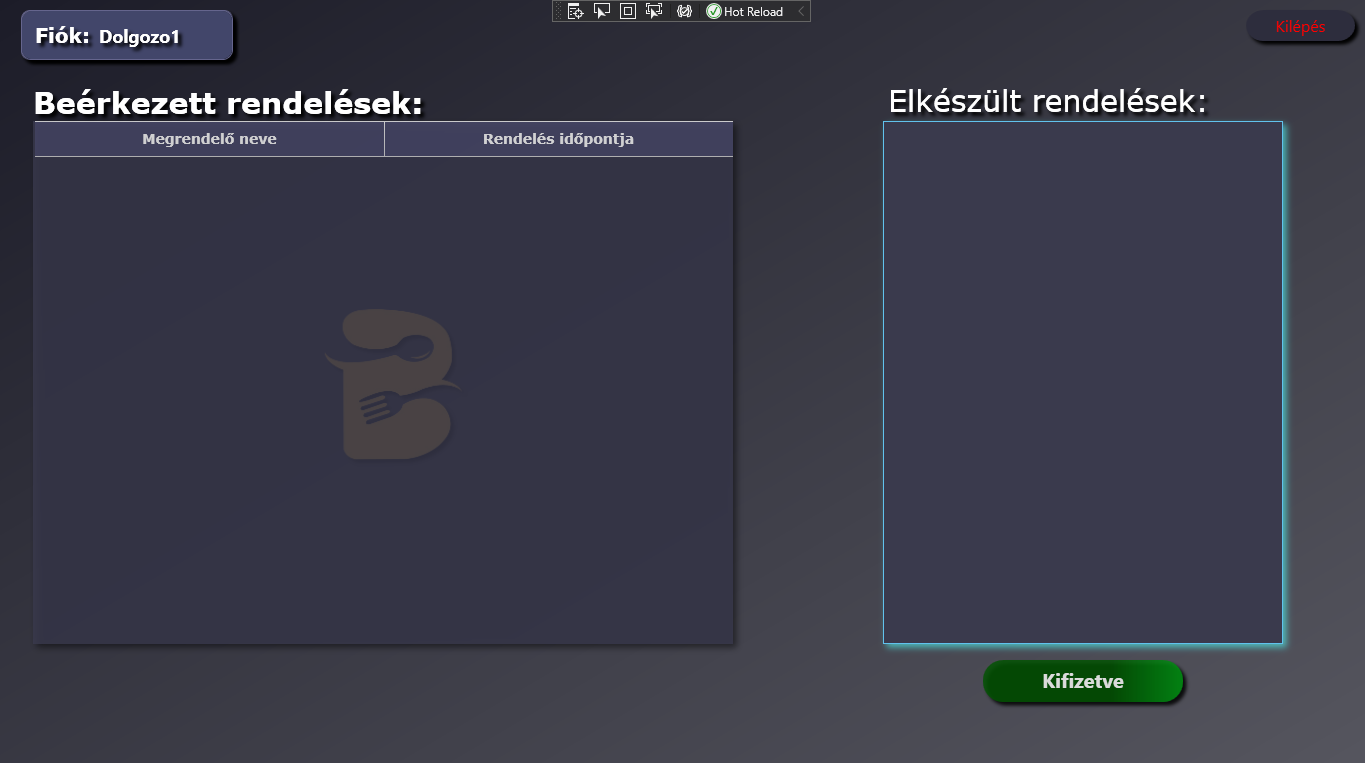 Hot Reload
Fiók: Dolgozo1
Kilépés
Beérkezett rendelések:
Megrendelő neve
Rendelés időpontja
Elkészült rendelések:
Kifizetve